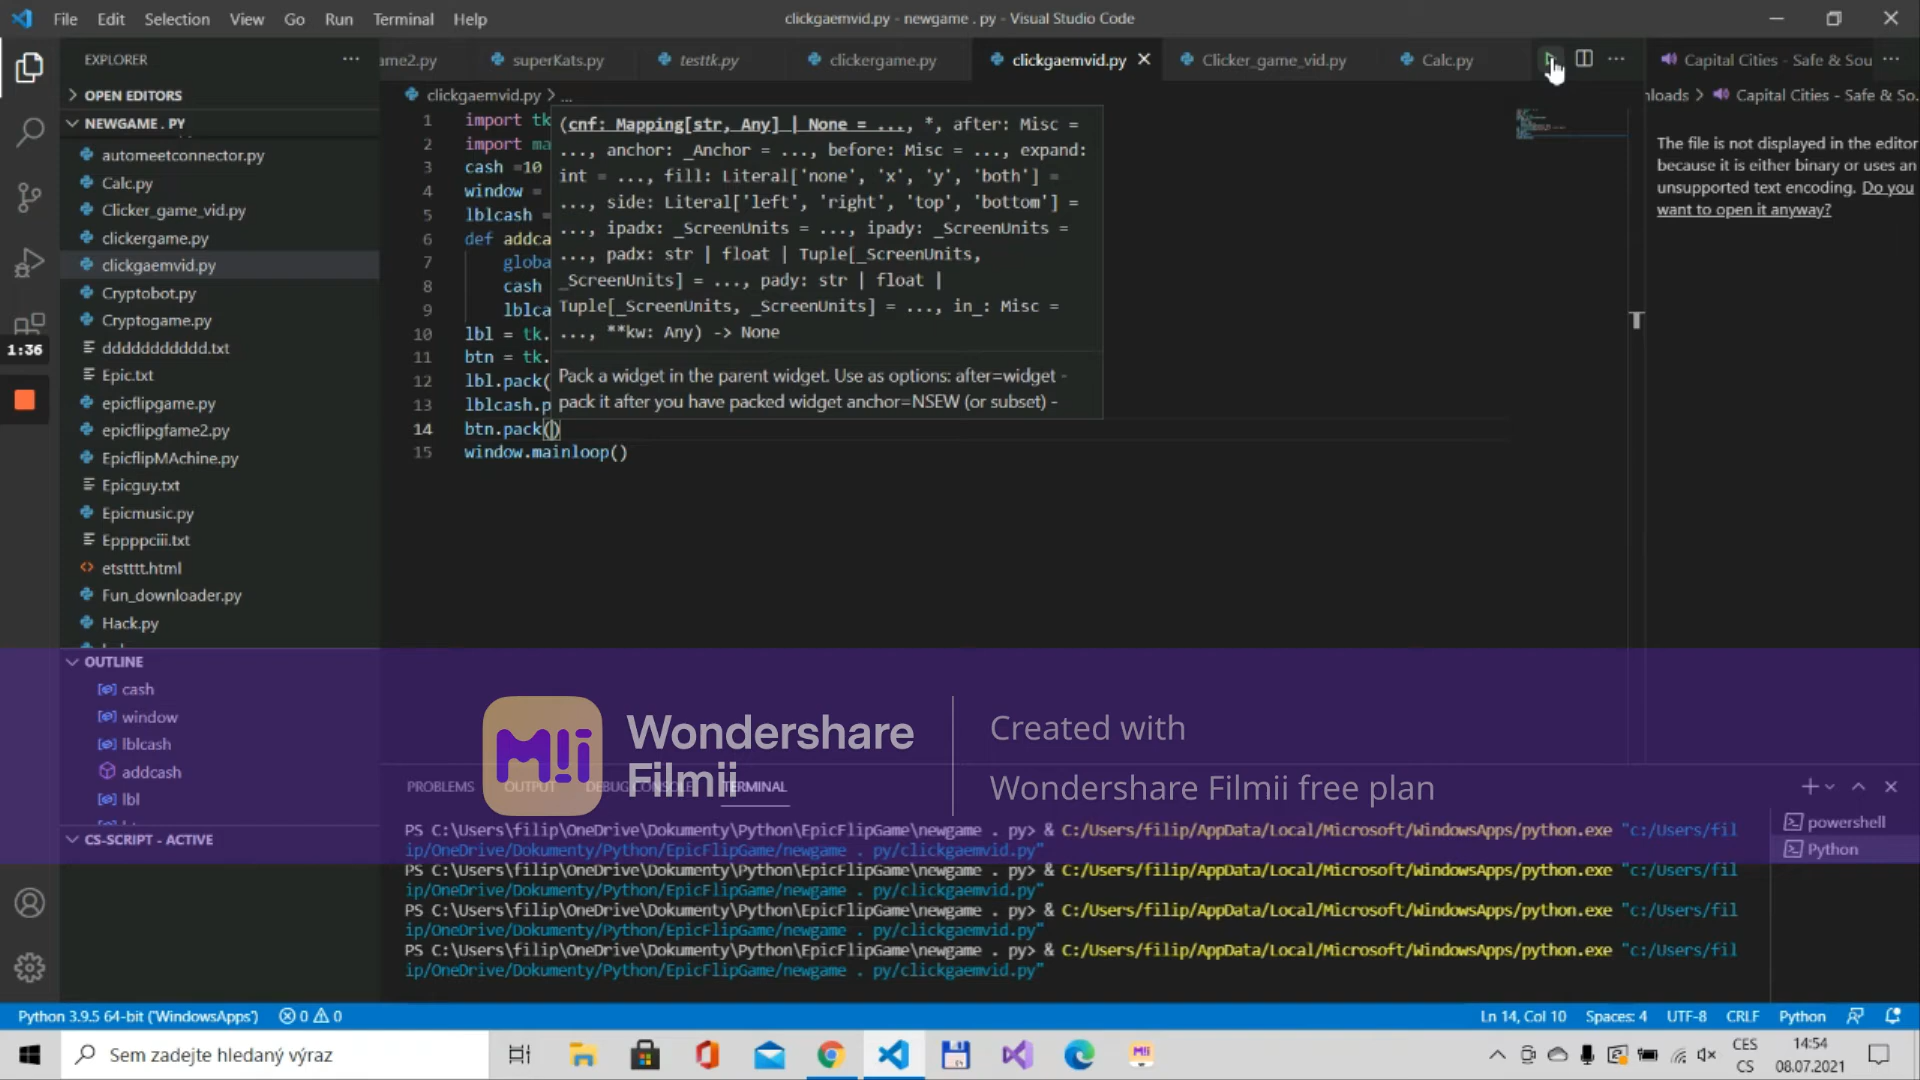 File Edit Selection View Go Run Terminal Help
clickgaemvid.py - newgame . py - Visual Studio Code
EXPLORER
ame2.py superKats.py testtk.py clickergame.py clickgaemvid.py Clicker_game_vid.py Calc.py
Capital Cities - Safe & Sou
OPEN EDITORS
clickgaemvid.py > ...
nloads > Capital Cities - Safe & So...
NEWGAME . PY
automeetconnector.py
Calc.py
Clicker_game_vid.py
clickergame.py
clickgaemvid.py
Cryptobot.py
Cryptogame.py
ddddddddddd.txt
Epic.txt
epicflipgame.py
epicflipgfame2.py
EpicflipMAchine.py
Epicguy.txt
Epicmusic.py
Eppppciii.txt
etstttt.html
Fun_downloader.py
Hack.py
1:36
1 import tk
2 import ma
3 cash =10
4 window =
5 lblcash =
6 def addca
7 globa
8 cash
9 lblca
10 lbl = tk.
11 btn = tk.
12 lbl.pack(
13 lblcash.p
14 btn.pack()
15 window.mainloop()
(cnf: Mapping[str, Any] | None = ..., *, after: Misc =
..., anchor: _Anchor = ..., before: Misc = ..., expand:
int = ..., fill: Literal['none', 'x', 'y', 'both'] =
..., side: Literal['left', 'right', 'top', 'bottom'] =
..., ipadx: _ScreenUnits = ..., ipady: _ScreenUnits =
..., padx: str | float | Tuple[_ScreenUnits,
_ScreenUnits] = ..., pady: str | float |
Tuple[_ScreenUnits, _ScreenUnits] = ..., in_: Misc =
..., **kw: Any) -> None
Pack a widget in the parent widget. Use as options: after=widget -
pack it after you have packed widget anchor=NSEW (or subset) -
The file is not displayed in the editor
because it is either binary or uses an
unsupported text encoding. Do you
want to open it anyway?
OUTLINE
cash
window
lblcash
addcash
lbl
CS-SCRIPT - ACTIVE
Wondershare
Filmii
Created with
Wondershare Filmii free plan
PROBLEMS OUTPUT DEBUG CONSOLE TERMINAL
powershell
Python
PS C:\Users\filip\OneDrive\Dokumenty\Python\EpicFlipGame\newgame . py> & C:/Users/filip/AppData/Local/Microsoft/WindowsApps/python.exe "c:/Users/fil
ip/OneDrive/Dokumenty/Python/EpicFlipGame/newgame . py/clickgaemvid.py"
PS C:\Users\filip\OneDrive\Dokumenty\Python\EpicFlipGame\newgame . py> & C:/Users/filip/AppData/Local/Microsoft/WindowsApps/python.exe "c:/Users/fil
ip/OneDrive/Dokumenty/Python/EpicFlipGame/newgame . py/clickgaemvid.py"
PS C:\Users\filip\OneDrive\Dokumenty\Python\EpicFlipGame\newgame . py> & C:/Users/filip/AppData/Local/Microsoft/WindowsApps/python.exe "c:/Users/fil
ip/OneDrive/Dokumenty/Python/EpicFlipGame/newgame . py/clickgaemvid.py"
PS C:\Users\filip\OneDrive\Dokumenty\Python\EpicFlipGame\newgame . py> & C:/Users/filip/AppData/Local/Microsoft/WindowsApps/python.exe "c:/Users/fil
ip/OneDrive/Dokumenty/Python/EpicFlipGame/newgame . py/clickgaemvid.py"
Python 3.9.5 64-bit ('WindowsApps') 0 0 Ln 14, Col 10 Spaces: 4 UTF-8 CRLF Python
Sem zadejte hledaný výraz
CES
CS
14:54
08.07.2021